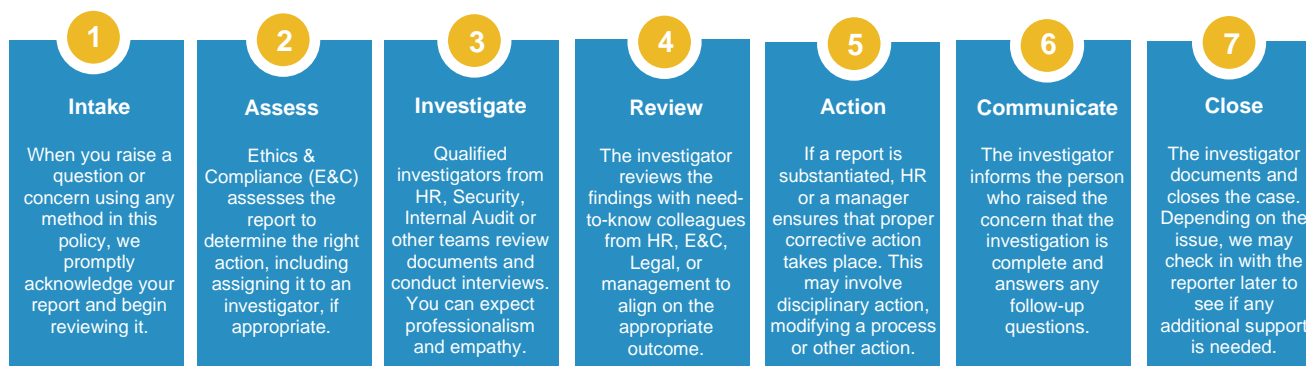 1
Intake
When you raise a
question or
concern using any
method in this
policy, we
promptly
acknowledge your
report and begin
reviewing it.
2
Assess
Ethics &
Compliance (E&C)
assesses the
report to
determine the right
action, including
assigning it to an
investigator, if
appropriate.
3
Investigate
Qualified
investigators from
HR, Security,
Internal Audit or
other teams review
documents and
conduct interviews.
You can expect
professionalism
and empathy.
4
Review
The investigator
reviews the
findings with need-
to-know colleagues
from HR, E&C,
Legal, or
management to
align on the
appropriate
outcome.
5
Action
If a report is
substantiated, HR
or a manager
ensures that proper
corrective action
takes place. This
may involve
disciplinary action,
modifying a process
or other action.
6
Communicate
The investigator
informs the person
who raised the
concern that the
investigation is
complete and
answers any
follow-up
questions.
7
Close
The investigator
documents and
closes the case.
Depending on the
issue, we may
check in with the
reporter later to
see if any
additional support
is needed.